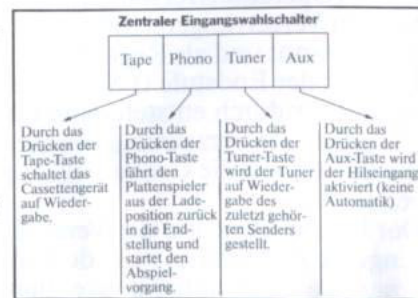 Zentraler Eingangswahlschalter
Tape Phono Tuner Aux
Durch das
Drücken der
Tape-Taste
schaltet das
Cassettengerät
auf Wieder-
gabe.
Durch das
Drücken der
Phono-Taste
fährt den
Plattenspieler
aus der Lade-
position zurück
in die End-
stellung und
startet den
Abspiel-
vorgang.
Durch das
Drücken der
Tuner-Taste
wird der Tuner
auf Wieder-
gabe des
zuletzt gehör-
ten Senders
gestellt.
Durch das
Drücken der
Aux-Taste wird
der Hilseingang
aktiviert (keine
Automatik)